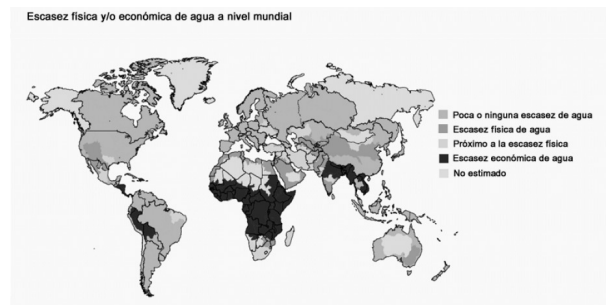 Escasez física y/o económica de agua a nivel mundial
Poca o ninguna escasez de agua
Escasez física de agua
Próximo a la escasez física
Escasez económica de agua
No estimado